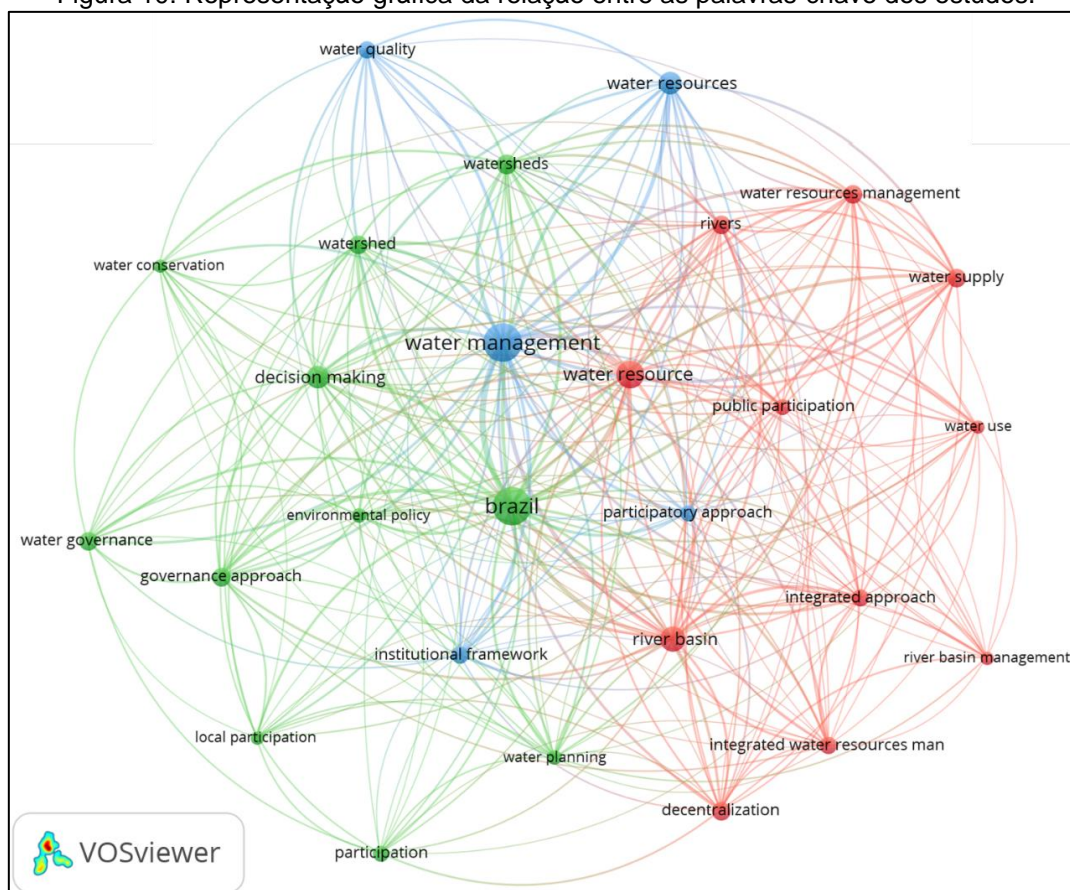 Figura 10. Representação gráfica da relação entre as palavras-chave dos estudos.
water quality
water resources
watersheds
water resources management
rivers
watershed
water conservation
water supply
water management
decision making
water resource
public participation
water use
brazil
environmental policy
participatory approach
water governance
governance approach
integrated approach
river basin
institutional framework
river basin management
local participation
water planning
integrated water resources man
decentralization
participation
VOSviewer